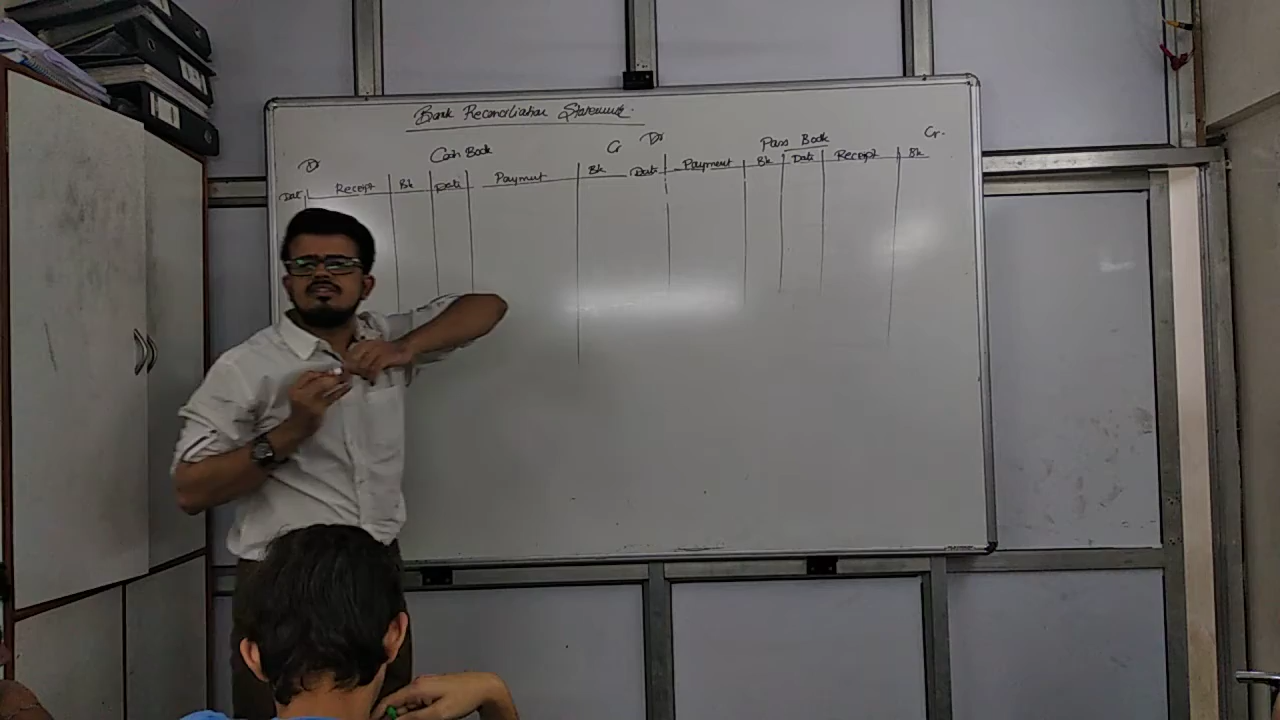 Bank Reconciliation Statement.
Dr Cash Book Cr Dr Pass Book Cr.
Date Receipt Bk Date Payment Bk Date Payment Bk Date Receipt Bk